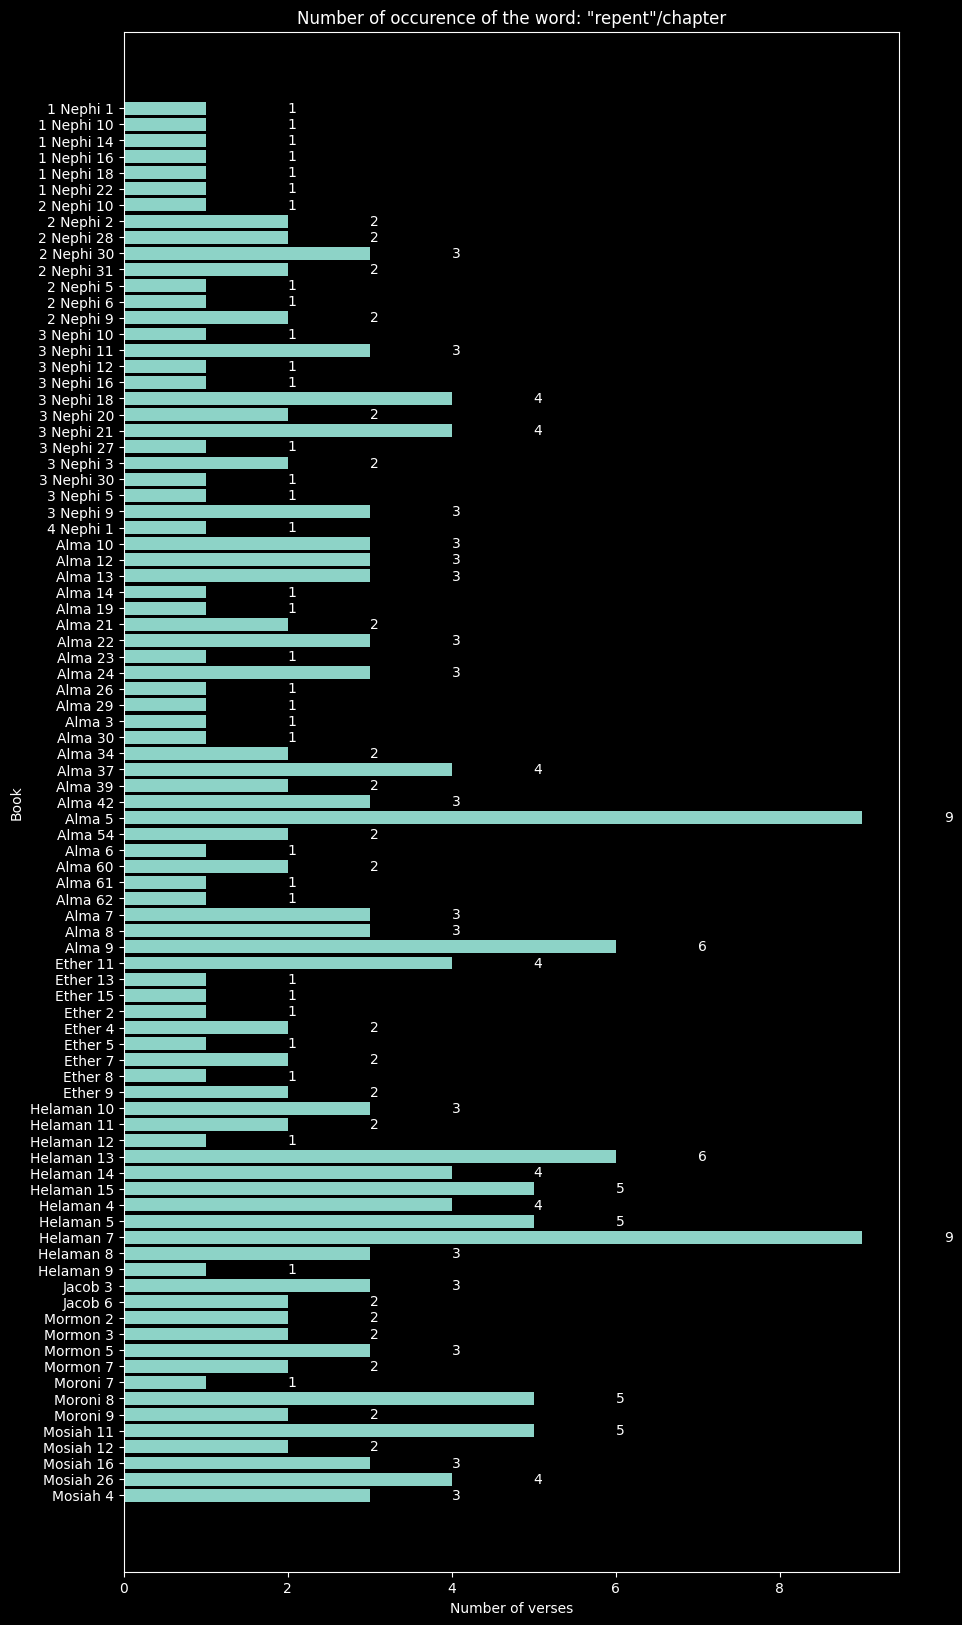 Number of occurence of the word: "repent"/chapter
1 Nephi 1 1
1 Nephi 10 1
1 Nephi 14 1
1 Nephi 16 1
1 Nephi 18 1
1 Nephi 22 1
2 Nephi 10 1
2 Nephi 2 2
2 Nephi 28 2
2 Nephi 30 3
2 Nephi 31 2
2 Nephi 5 1
2 Nephi 6 1
2 Nephi 9 2
3 Nephi 10 1
3 Nephi 11 3
3 Nephi 12 1
3 Nephi 16 1
3 Nephi 18 4
3 Nephi 20 2
3 Nephi 21 4
3 Nephi 27 1
3 Nephi 3 2
3 Nephi 30 1
3 Nephi 5 1
3 Nephi 9 3
4 Nephi 1 1
Alma 10 3
Alma 12 3
Alma 13 3
Alma 14 1
Alma 19 1
Alma 21 2
Alma 22 3
Alma 23 1
Alma 24 3
Alma 26 1
Alma 29 1
Alma 3 1
Alma 30 1
Alma 34 2
Alma 37 4
Alma 39 2
Alma 42 3
Alma 5 9
Alma 54 2
Alma 6 1
Alma 60 2
Alma 61 1
Alma 62 1
Alma 7 3
Alma 8 3
Alma 9 6
Ether 11 4
Ether 13 1
Ether 15 1
Ether 2 1
Ether 4 2
Ether 5 1
Ether 7 2
Ether 8 1
Ether 9 2
Helaman 10 3
Helaman 11 2
Helaman 12 1
Helaman 13 6
Helaman 14 4
Helaman 15 5
Helaman 4 4
Helaman 5 5
Helaman 7 9
Helaman 8 3
Helaman 9 1
Jacob 3 3
Jacob 6 2
Mormon 2 2
Mormon 3 2
Mormon 5 3
Mormon 7 2
Moroni 7 1
Moroni 8 5
Moroni 9 2
Mosiah 11 5
Mosiah 12 2
Mosiah 16 3
Mosiah 26 4
Mosiah 4 3
Book
0 2 4 6 8
Number of verses